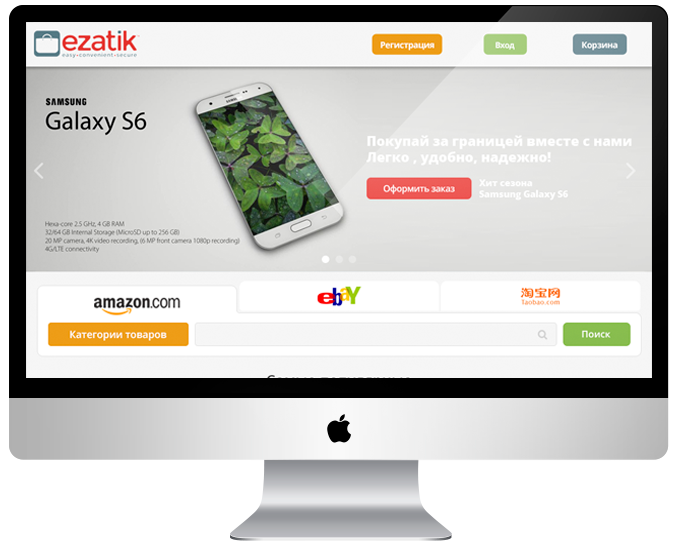 ezatik
easy•convenient•secure
Регистрация
Вход
Корзина
SAMSUNG
Galaxy S6
SAMSUNG
Покупай за границей вместе с нами
Легко , удобно, надежно!
Оформить заказ
Хит сезона
Samsung Galaxy S6
Hexa-core 2.5 GHz, 4 GB RAM
32/64 GB Internal Storage (MicroSD up to 256 GB)
20 MP camera, 4K video recording, (6 MP front camera 1080p recording)
4G/LTE connectivity
amazon.com
ebaY
淘宝网
taobao.com
Категории товаров
Поиск